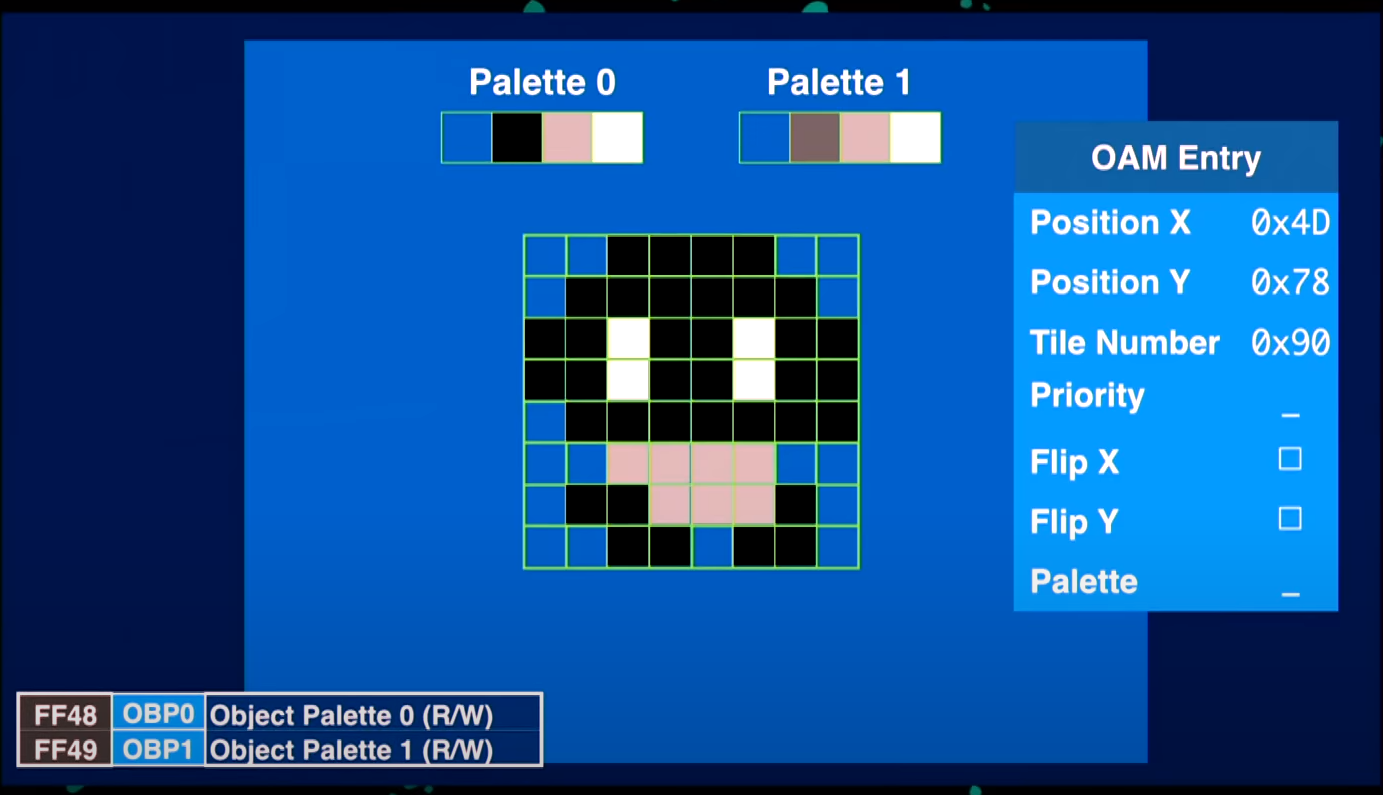 Palette 0
Palette 1
OAM Entry
Position X 0x4D
Position Y 0x78
Tile Number 0x90
Priority _
Flip X
Flip Y
Palette _
FF48 OBP0 Object Palette 0 (R/W)
FF49 OBP1 Object Palette 1 (R/W)